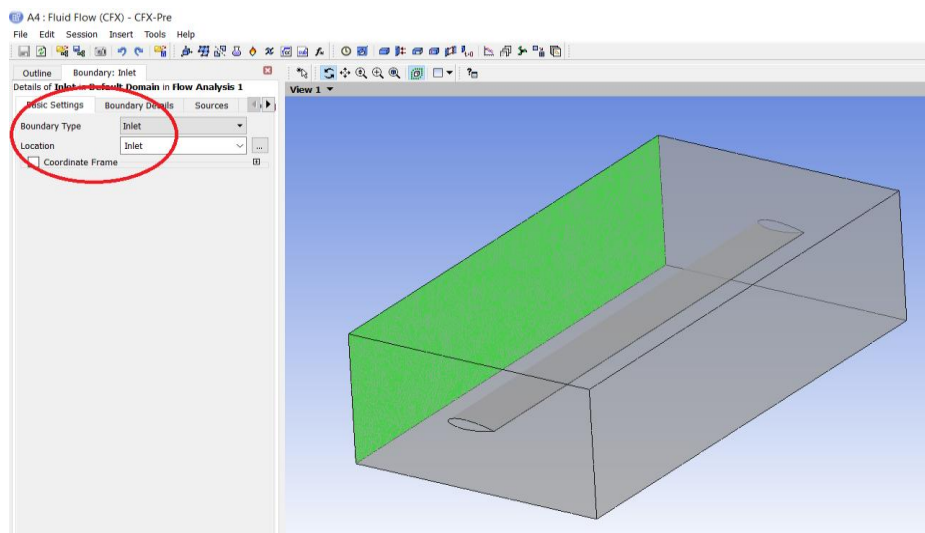 A4 : Fluid Flow (CFX) - CFX-Pre
File Edit Session Insert Tools Help
Outline Boundary: Inlet
Details of Inlet in Default Domain in Flow Analysis 1
Basic Settings Boundary Details Sources
Boundary Type Inlet
Location Inlet ...
Coordinate Frame
View 1